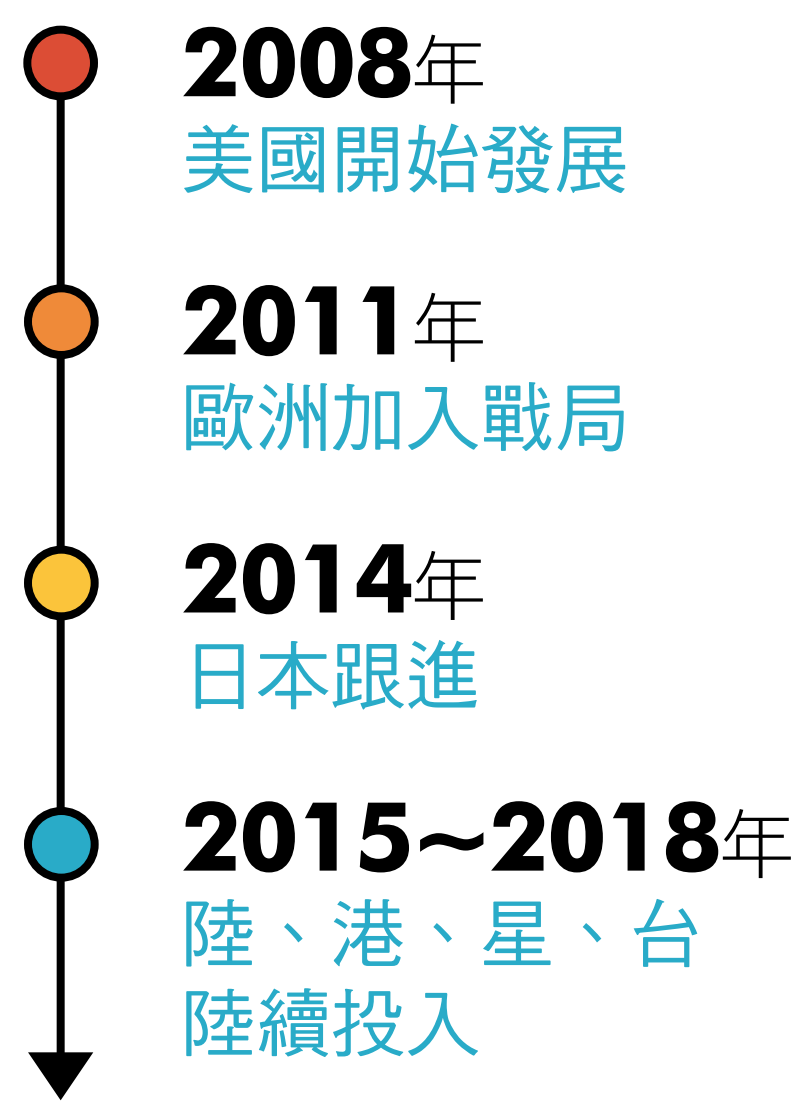 2008年
美國開始發展
2011年
歐洲加入戰局
2014年
日本跟進
2015~2018年
陸、港、星、台
陸續投入